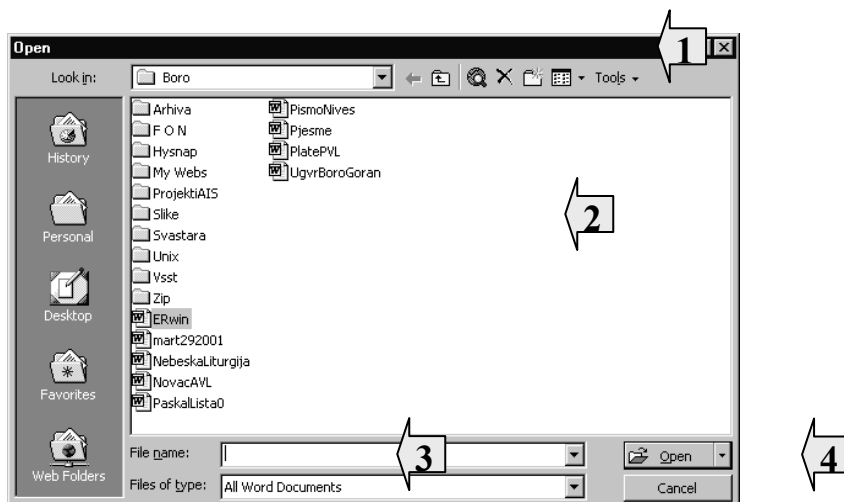 Open
1
Look in:
Boro
Tools
History
Personal
Desktop
Favorites
Web Folders
Arhiva
F O N
Hysnap
My Webs
ProjektiAIS
Slike
Svastara
Unix
Vsst
Zip
ERwin
mart292001
NebeskaLiturgija
NovacAVL
PaskalLista0
PismoNives
Pjesme
PlatePVL
UgvrBoroGoran
2
File name:
3
Open
4
Files of type:
All Word Documents
Cancel